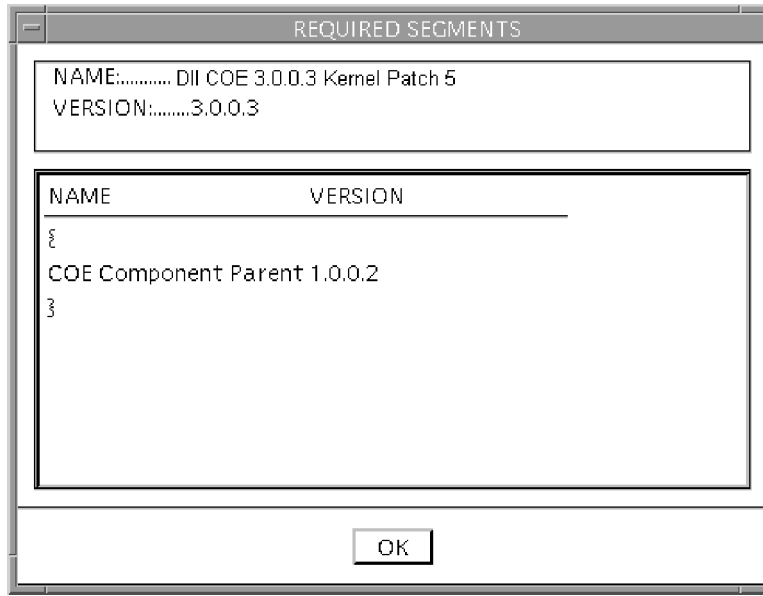 REQUIRED SEGMENTS
NAME:.......... DII COE 3.0.0.3 Kernel Patch 5
VERSION:........3.0.0.3
NAME VERSION
{
COE Component Parent 1.0.0.2
}
OK